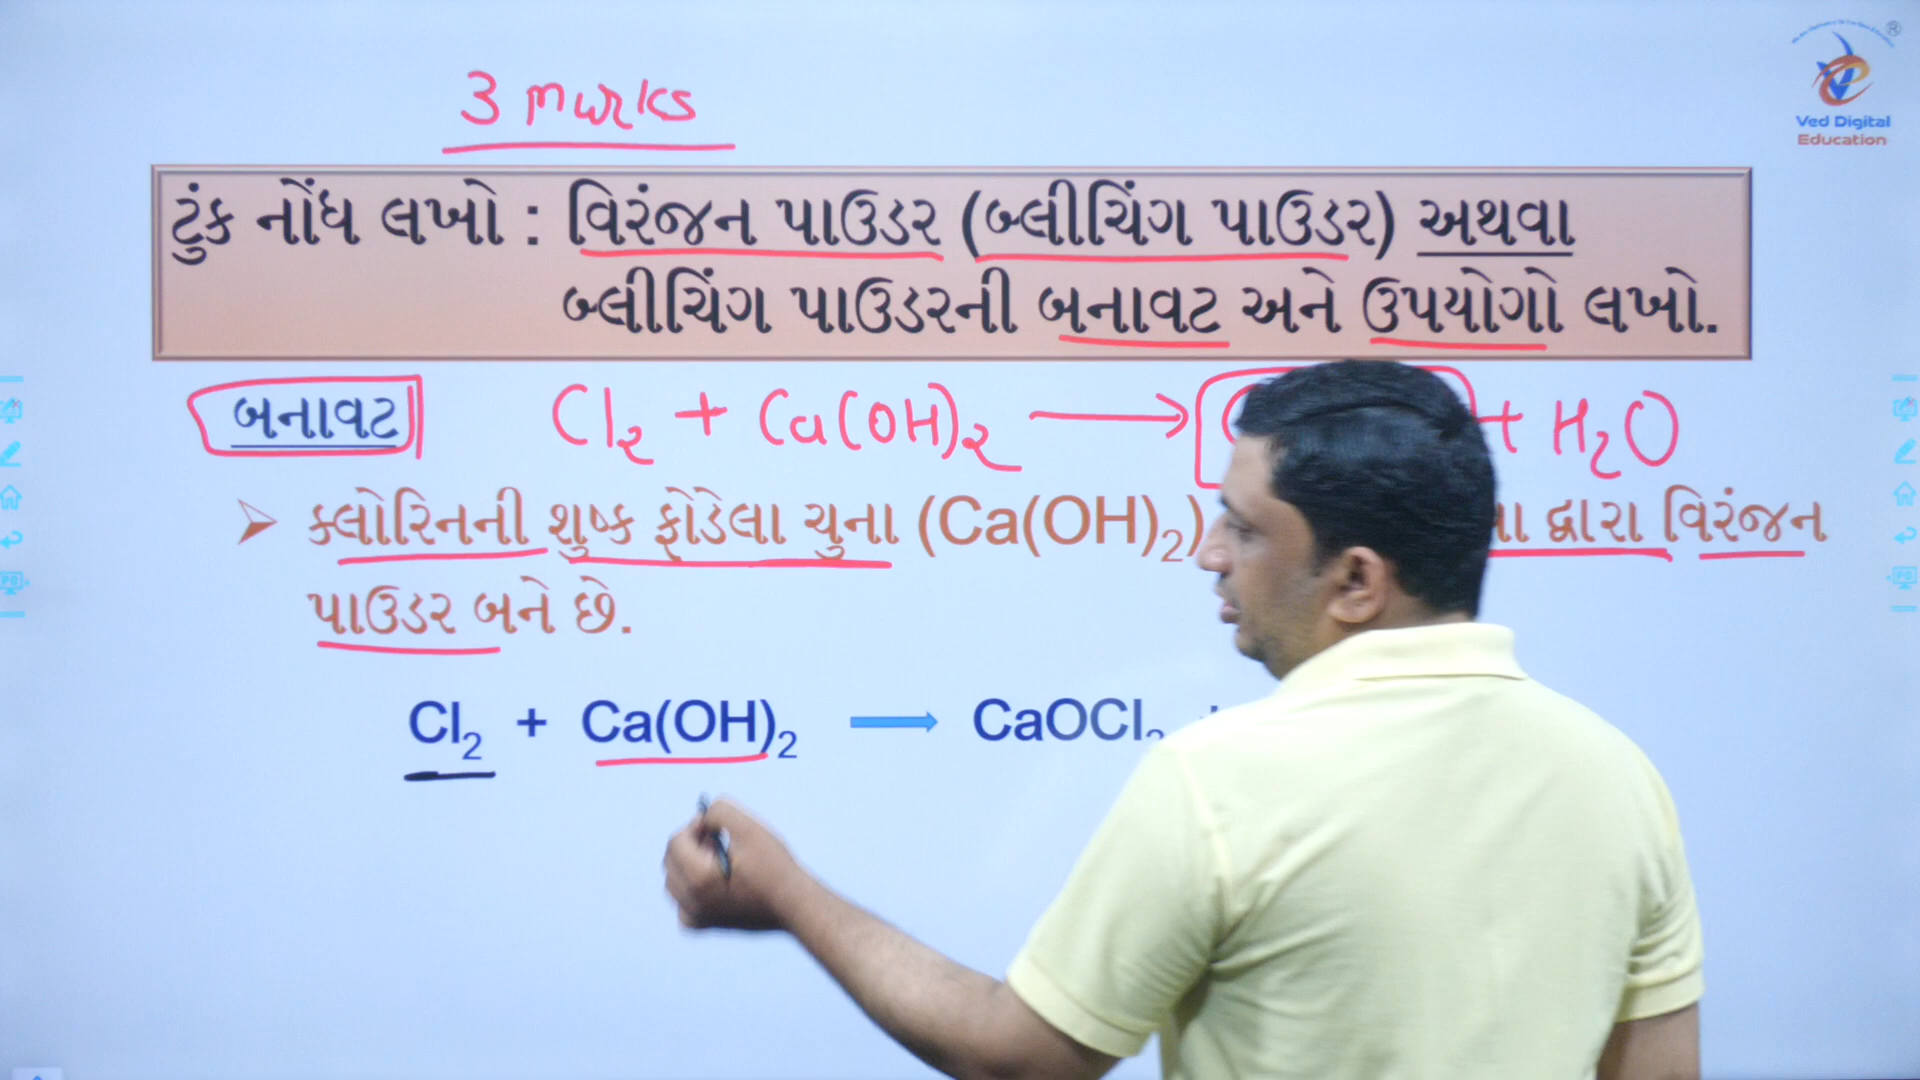 3 marks
Ved Digital
Education
ટુંક નોંધ લખો : વિરંજન પાઉડર (બ્લીચિંગ પાઉડર) અથવા
બ્લીચિંગ પાઉડરની બનાવટ અને ઉપયોગો લખો.
બનાવટ Cl2 + Ca(OH)2 → + H2O
➢ ક્લોરિનની શુષ્ક ફોડેલા ચુના (Ca(OH)₂) દ્વારા વિરંજન
પાઉડર બને છે.
Cl₂ + Ca(OH)₂ → CaOCl₂